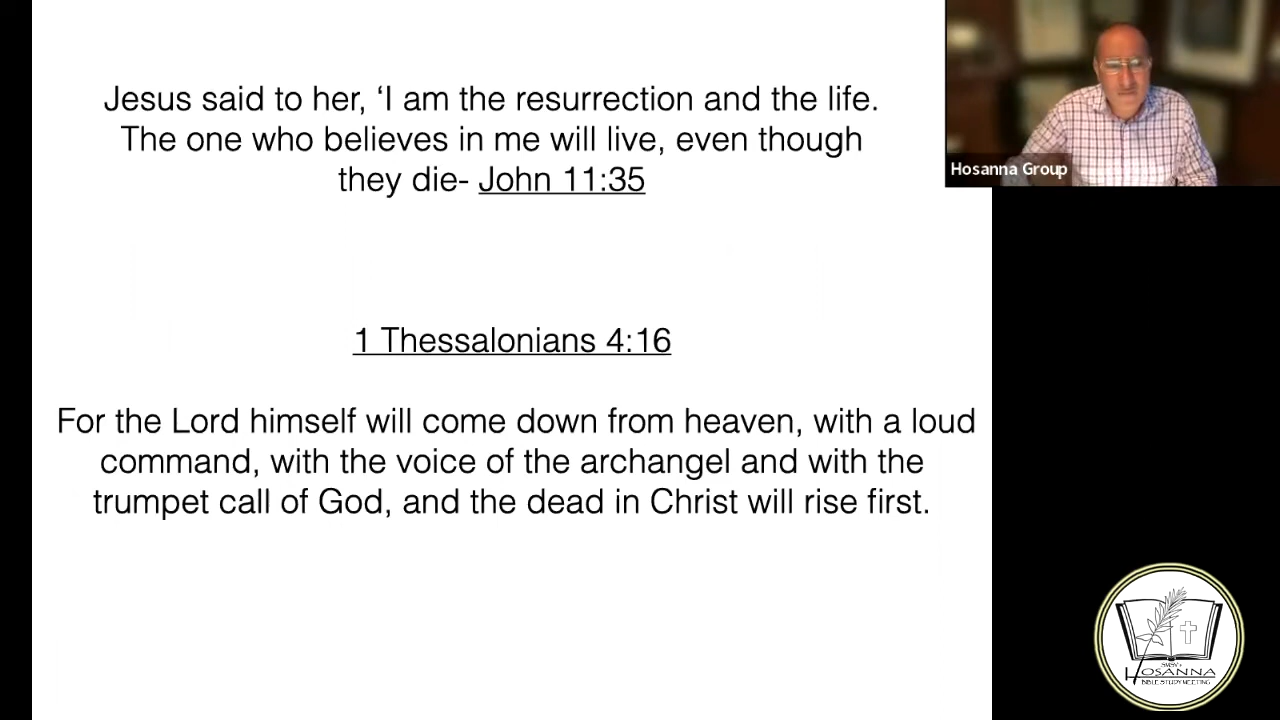 Jesus said to her, ‘I am the resurrection and the life.
The one who believes in me will live, even though
they die- John 11:35
Hosanna Group
1 Thessalonians 4:16
For the Lord himself will come down from heaven, with a loud
command, with the voice of the archangel and with the
trumpet call of God, and the dead in Christ will rise first.
HOSANNA
BIBLE STUDY MEETING